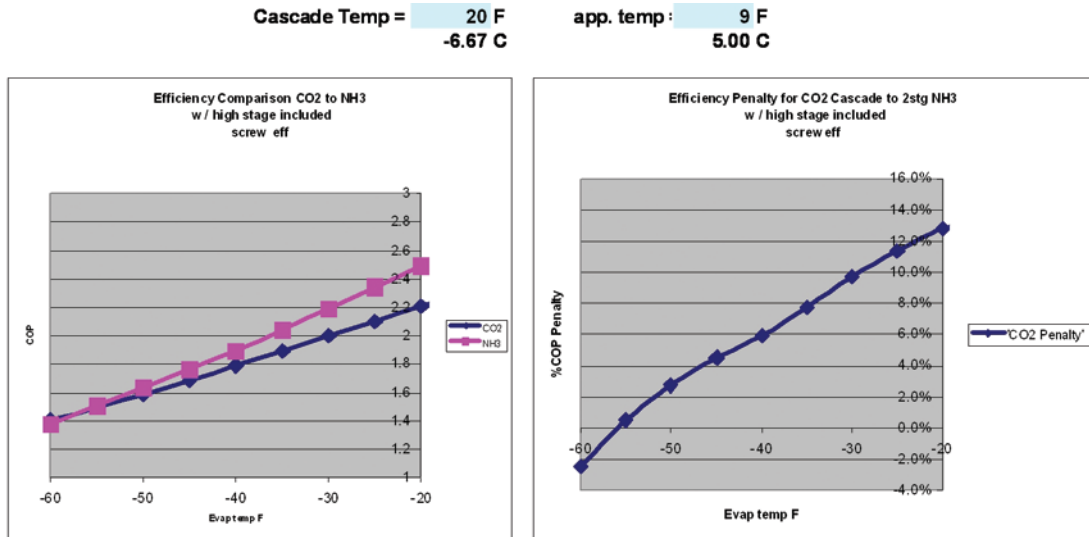 Cascade Temp = 20 F
-6.67 C
app. temp: 9 F
5.00 C
Efficiency Comparison CO2 to NH3
w / high stage included
screw eff
COP
3
2.8
2.6
2.4
2.2
2
1.8
1.6
1.4
1.2
1
-60 -50 -40 -30 -20
Evap temp F
CO2
NH3
Efficiency Penalty for CO2 Cascade to 2stg NH3
w / high stage included
screw eff
%COP Penalty
16.0%
14.0%
12.0%
10.0%
8.0%
6.0%
4.0%
2.0%
0.0%
-2.0%
-4.0%
-60 -50 -40 -30 -20
Evap temp F
"CO2 Penalty"